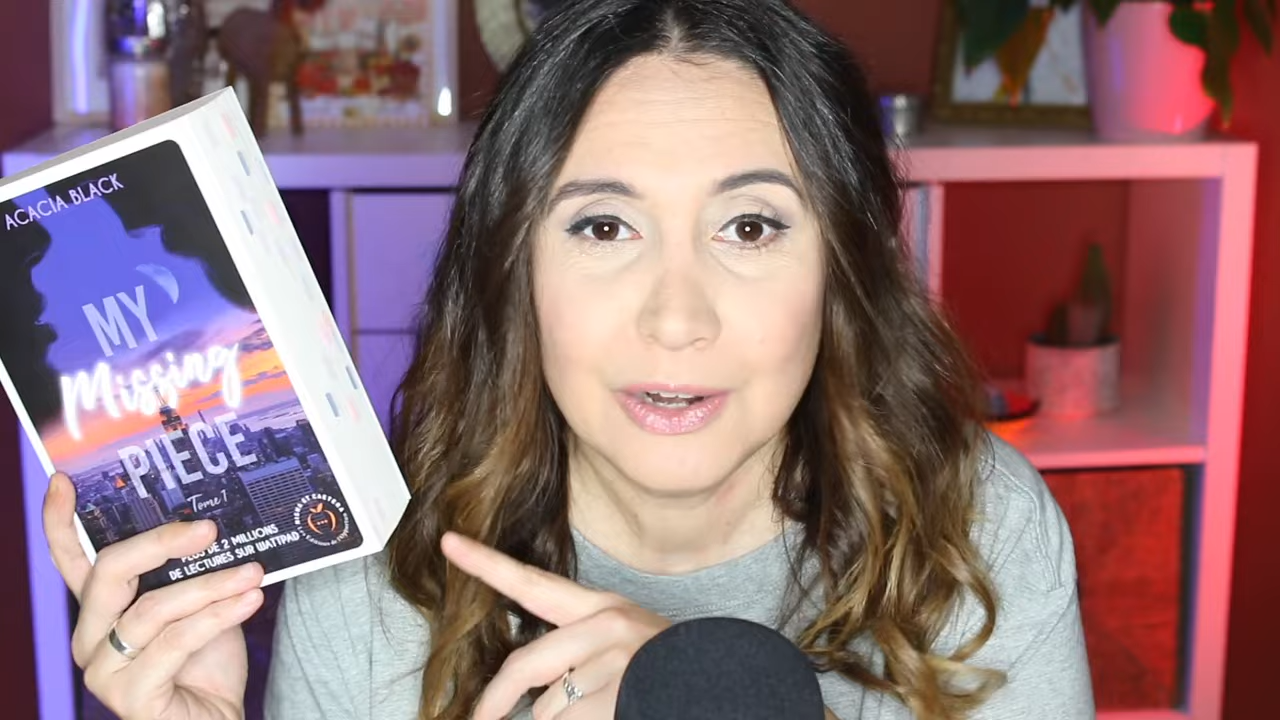 ACACIA BLACK
MY
Missing
PIECE
Tome 1
PLUS DE 2 MILLIONS
DE LECTURES SUR WATTPAD